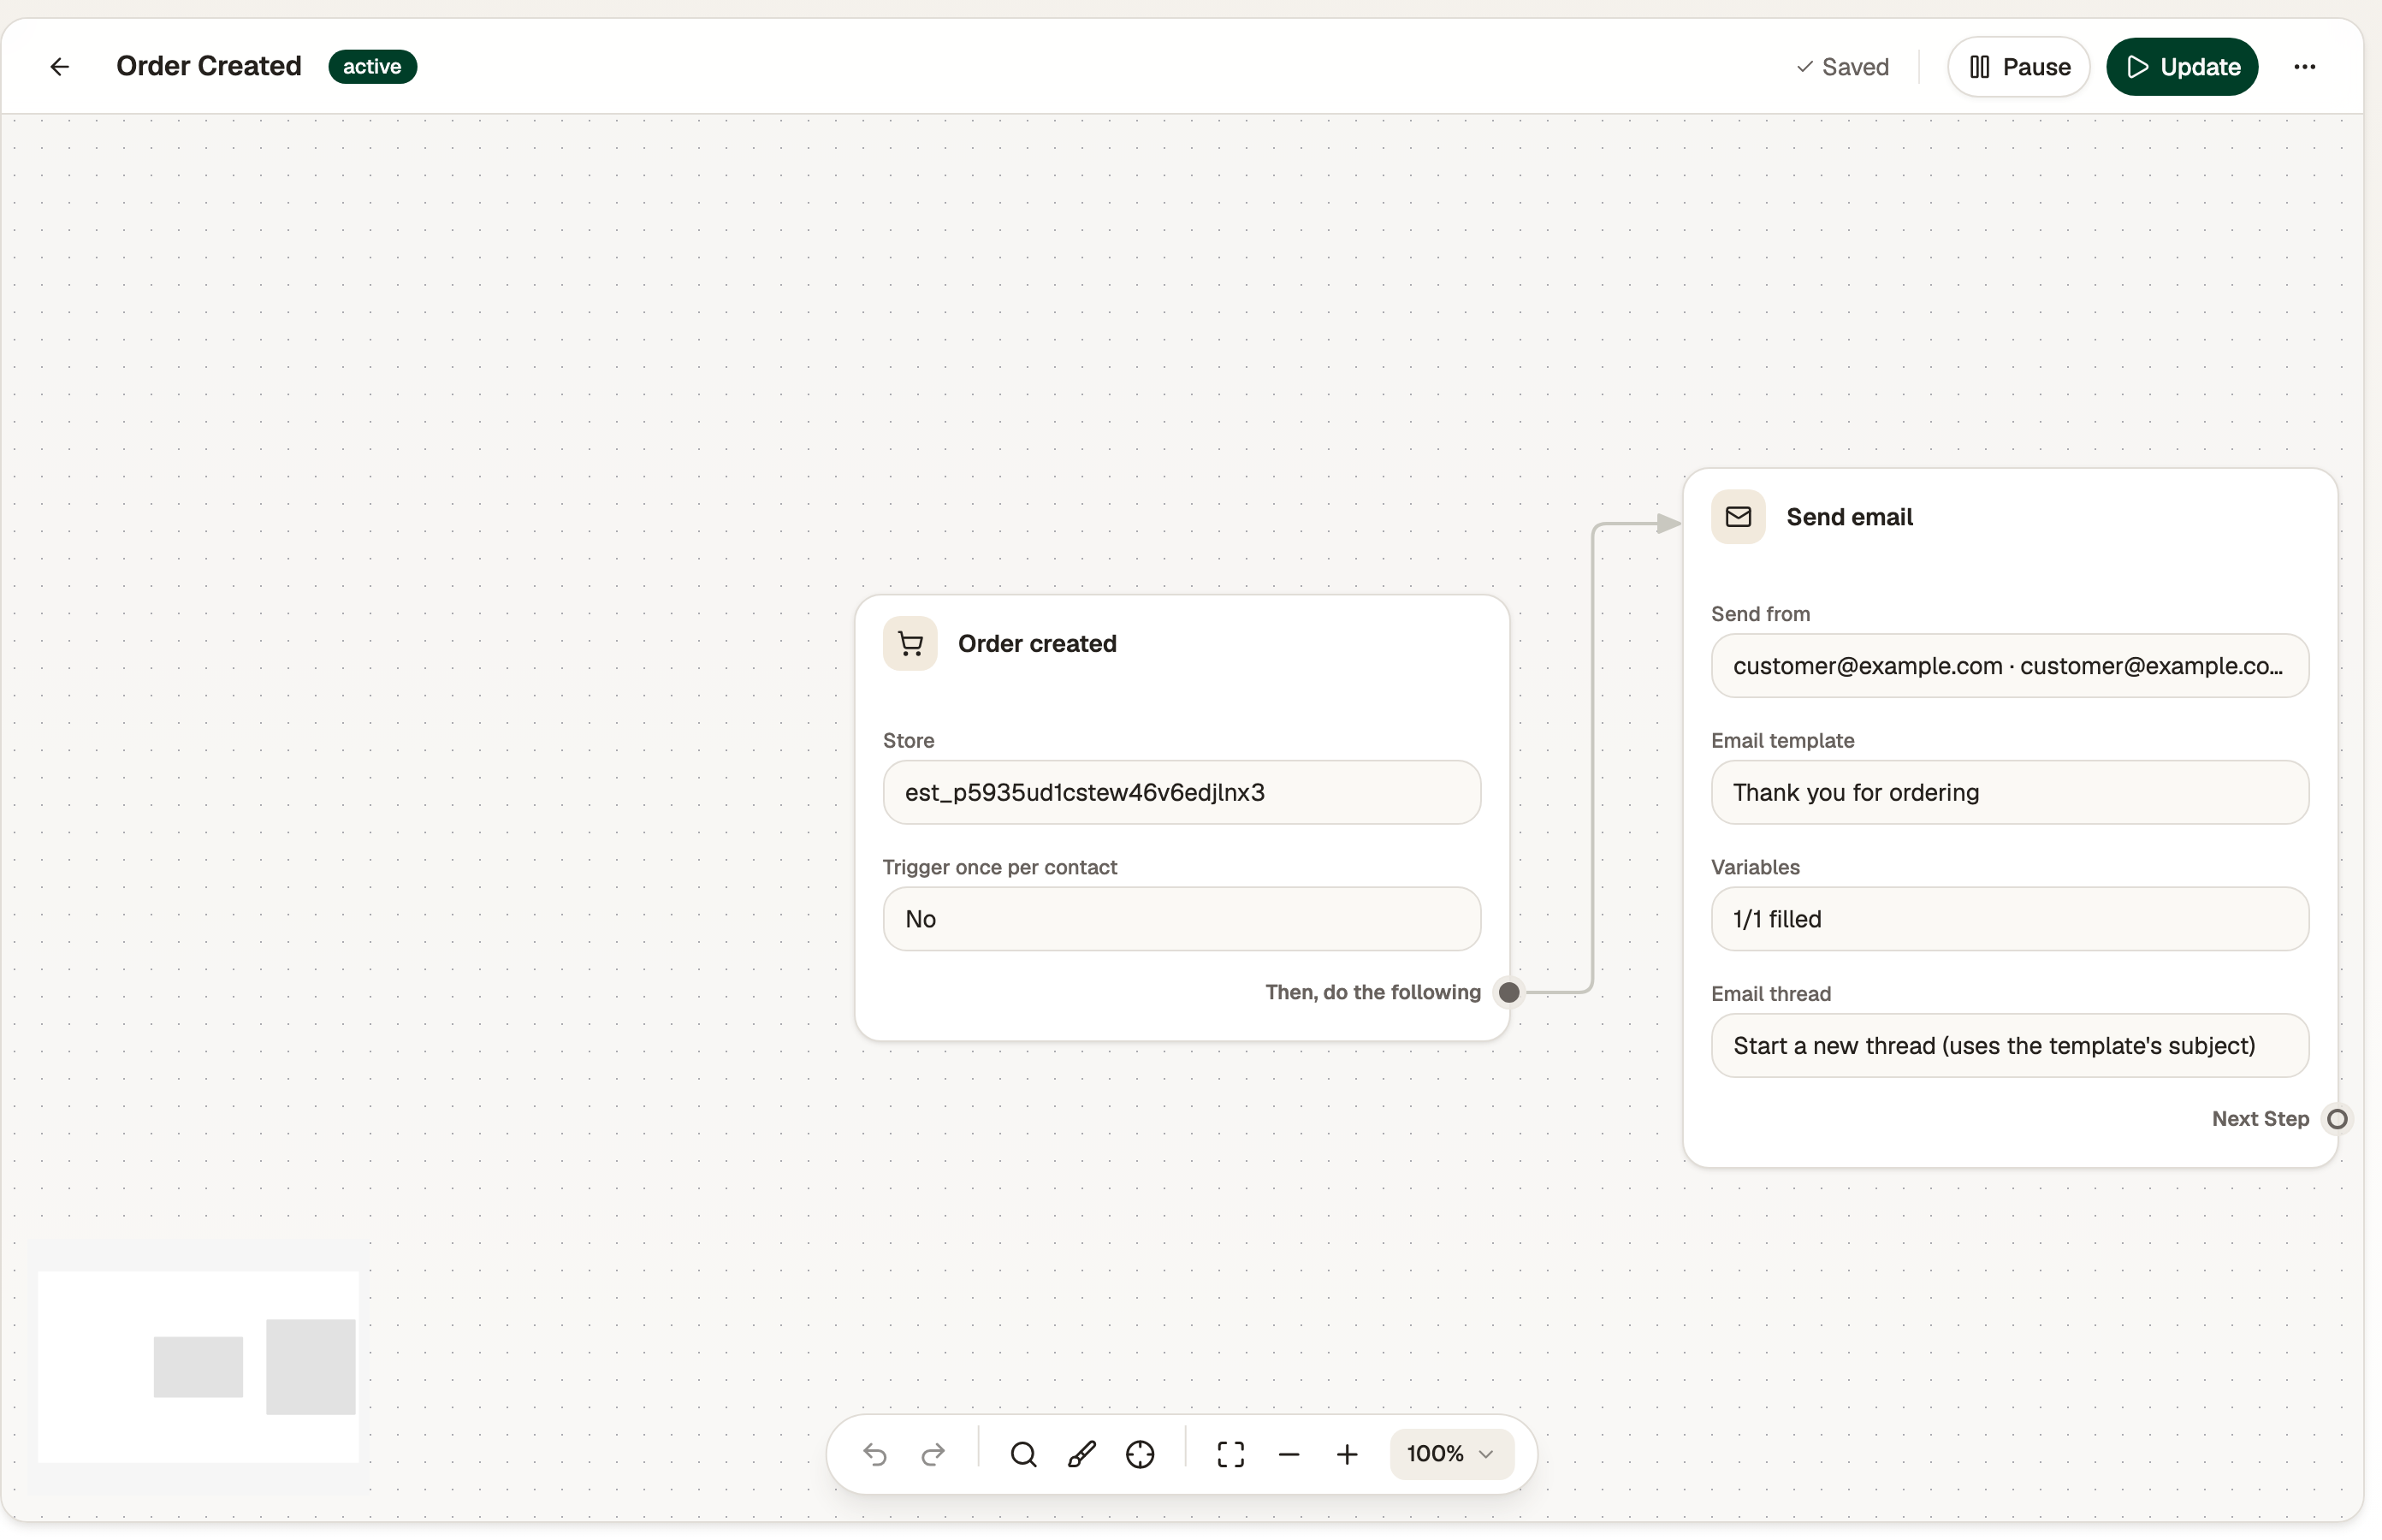 Order Created
active
Saved
Pause
Update
Order created
Store
est_p5935ud1cstew46v6edjlnx3
Trigger once per contact
No
Then, do the following
Send email
Send from
customer@example.com · customer@example.co...
Email template
Thank you for ordering
Variables
1/1 filled
Email thread
Start a new thread (uses the template's subject)
Next Step
100%